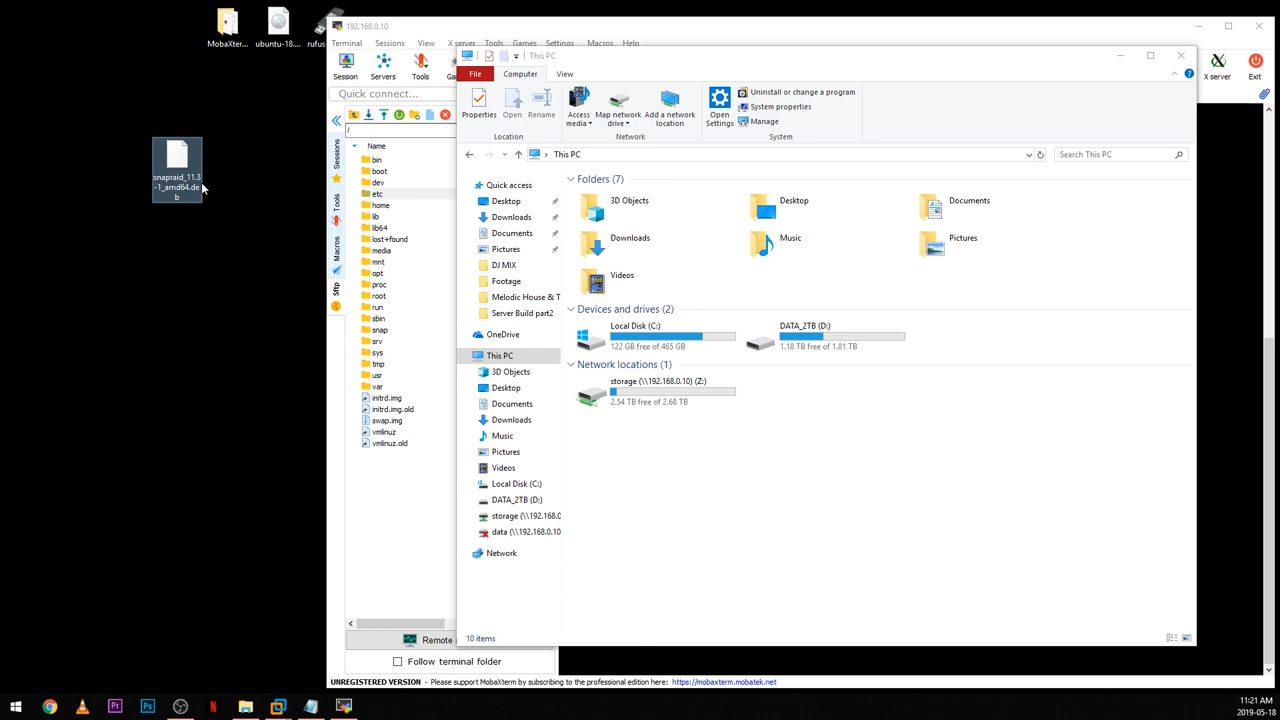 MobaXterm...
ubuntu-18....
rufus
snapraid_11.3
-1_amd64.de
b
192.168.0.10
Terminal Sessions View X server Tools Games Settings Macros Help
Session Servers Tools
X server Exit
Quick connect...
/
Sessions
Tools
Macros
Sftp
Name
bin
boot
dev
etc
home
lib
lib64
lost+found
media
mnt
opt
proc
root
run
sbin
snap
srv
sys
tmp
usr
var
initrd.img
initrd.img.old
swap.img
vmlinuz
vmlinuz.old
Remote
Follow terminal folder
UNREGISTERED VERSION - Please support MobaXterm by subscribing to the professional edition here: https://mobaxterm.mobatek.net
This PC
File Computer View
Properties Open Rename
Location
Access media Map network drive Add a network location
Network
Open Settings
Uninstall or change a program
System properties
Manage
System
This PC
Search This PC
Quick access
Desktop
Downloads
Documents
Pictures
DJ MIX
Footage
Melodic House & T
Server Build part2
OneDrive
This PC
3D Objects
Desktop
Documents
Downloads
Music
Pictures
Videos
Local Disk (C:)
DATA_2TB (D:)
storage (\\192.168.0
data (\\192.168.0.10
Network
Folders (7)
3D Objects
Desktop
Documents
Downloads
Music
Pictures
Videos
Devices and drives (2)
Local Disk (C:)
122 GB free of 465 GB
DATA_2TB (D:)
1.18 TB free of 1.81 TB
Network locations (1)
storage (\\192.168.0.10) (Z:)
2.54 TB free of 2.68 TB
10 items
Pr
Ps
N
11:21 AM
2019-05-18